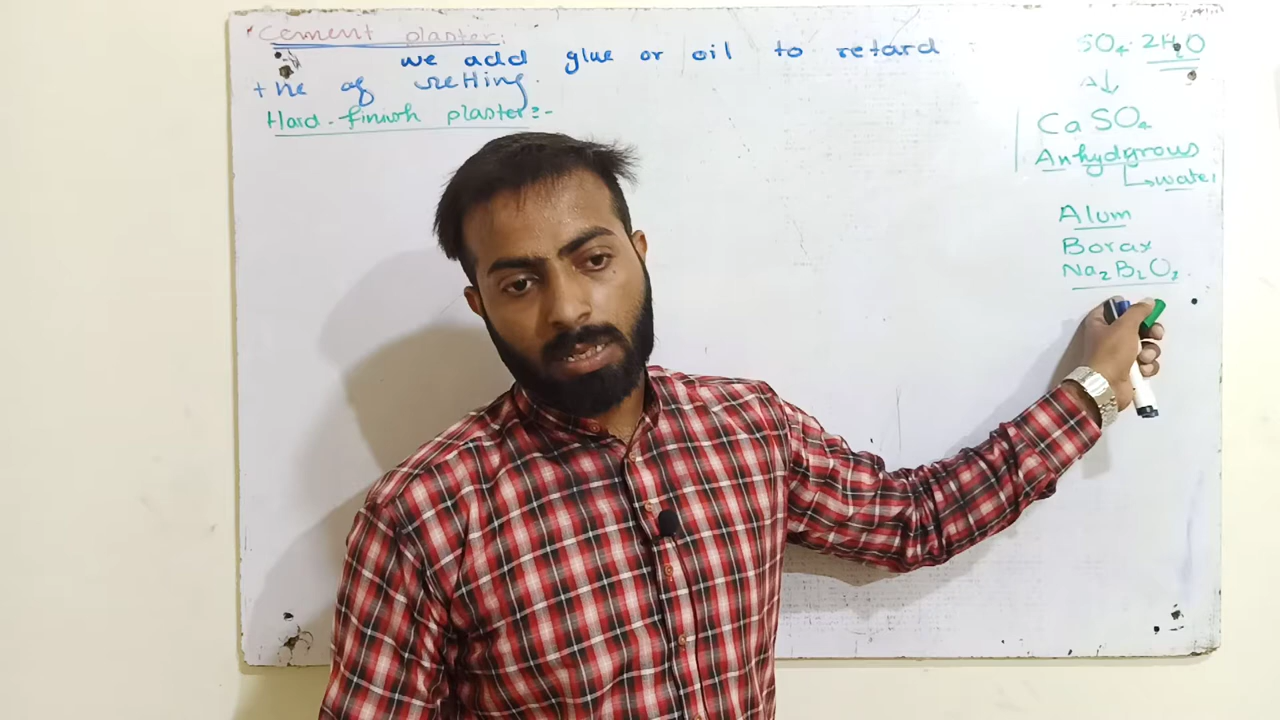 Cement plaster:
we add glue or oil to retard
the of setting.
Hard-finish plaster:-
SO4·2H2O
Δ↓
CaSO4
Anhydgrous
↳water
Alum
Borax
Na2B2O7.